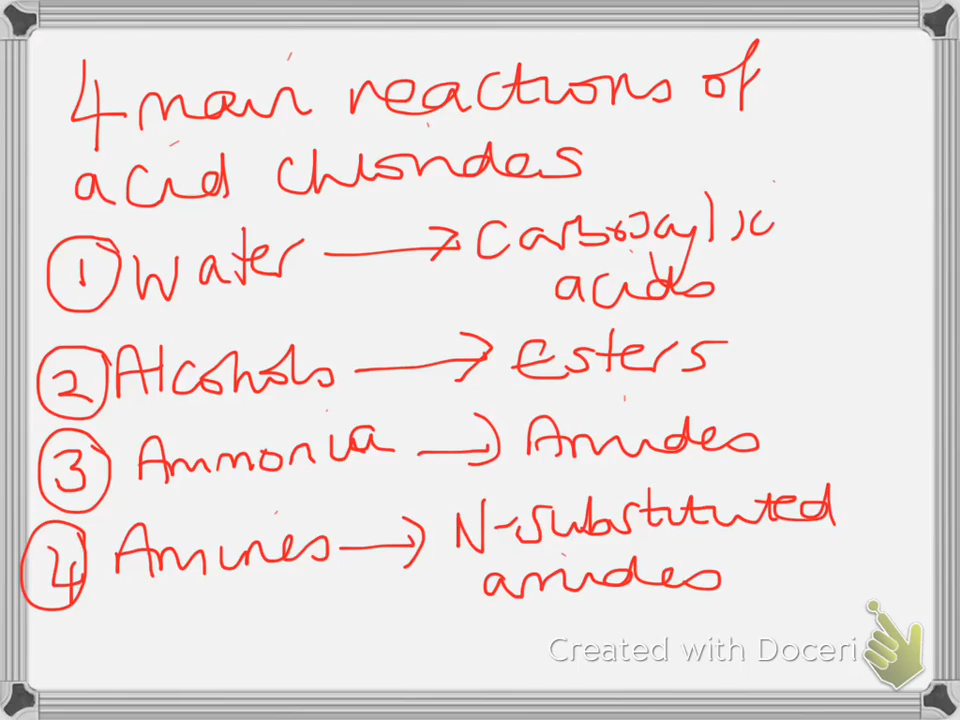 4 main reactions of
acid chlorides
1 Water → Carboxylic
acids
2 Alcohols → Esters
3 Ammonia → Amides
4 Amines → N-substituted
amides
Created with Doceri